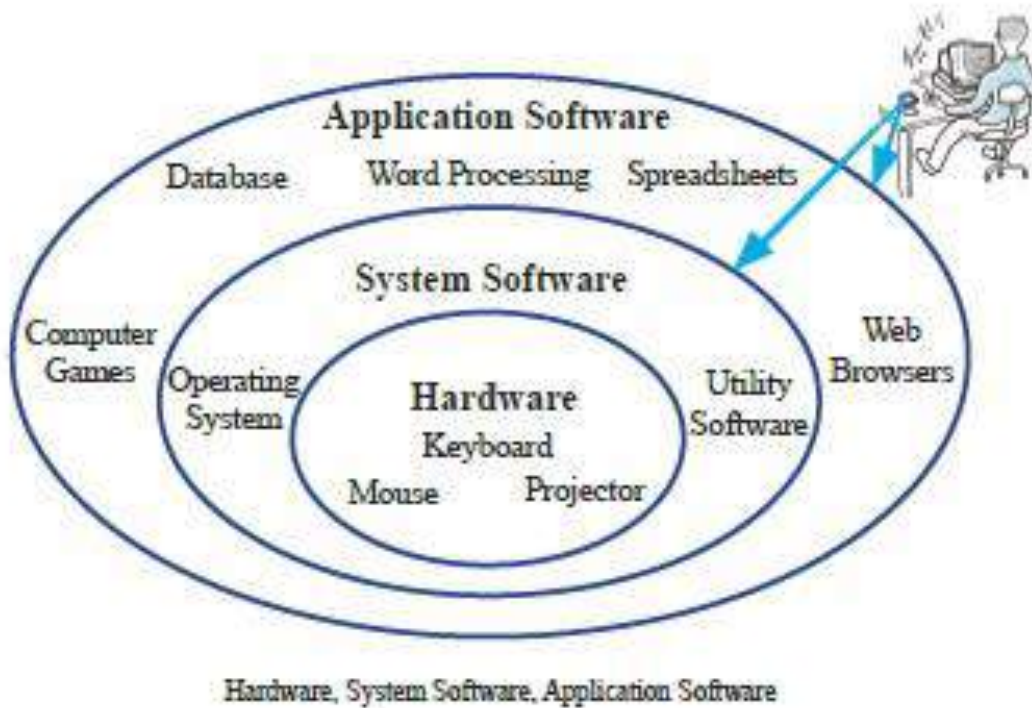 Application Software
Database Word Processing Spreadsheets
System Software
Computer
Games
Operating
System
Hardware
Keyboard
Mouse Projector
Utility
Software
Web
Browsers
Hardware, System Software, Application Software